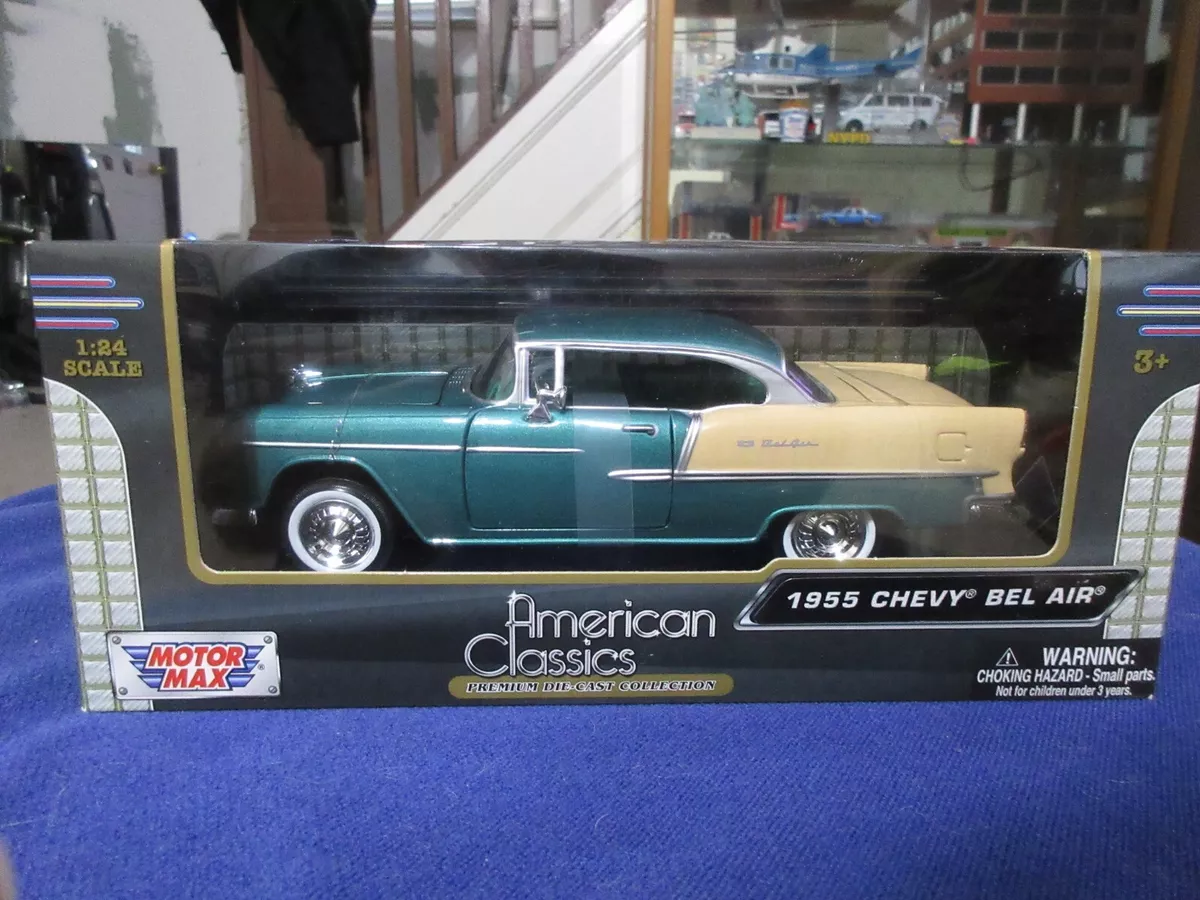 NYPD
1:24
SCALE
3+
Bel Air
1955 CHEVY® BEL AIR®
American
Classics
PREMIUM DIE-CAST COLLECTION
MOTOR
MAX®
⚠ WARNING:
CHOKING HAZARD - Small parts.
Not for children under 3 years.